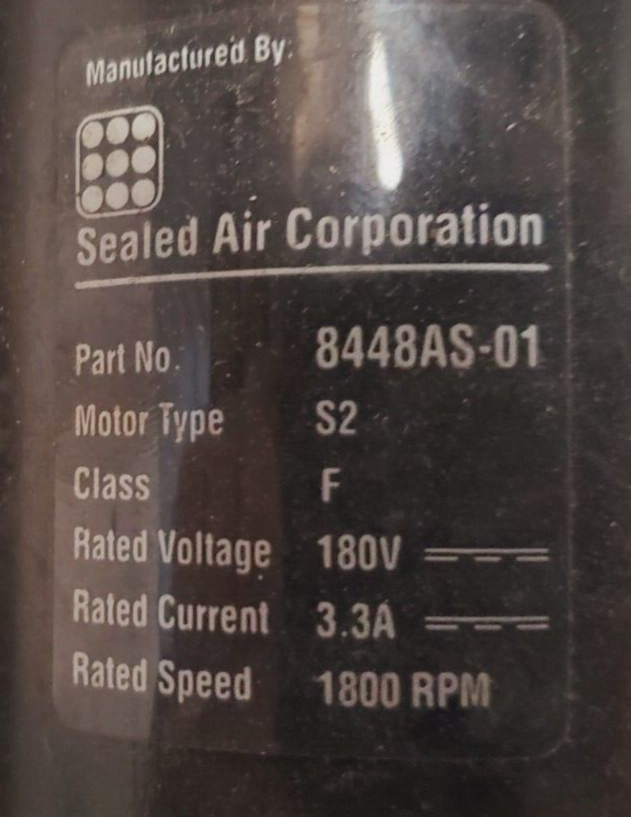 Manufactured By:
Sealed Air Corporation
Part No. 8448AS-01
Motor Type S2
Class F
Rated Voltage 180V
Rated Current 3.3A
Rated Speed 1800 RPM